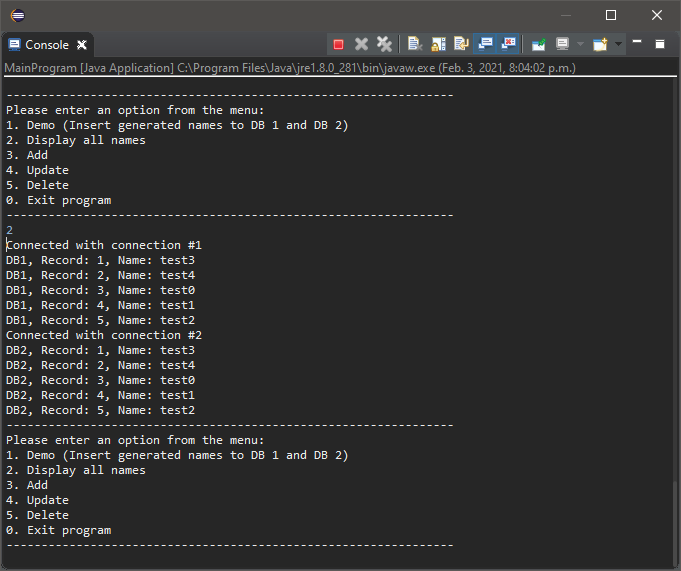 Console
MainProgram [Java Application] C:\Program Files\Java\jre1.8.0_281\bin\javaw.exe (Feb. 3, 2021, 8:04:02 p.m.)
----------------------------------------------------------------
Please enter an option from the menu:
1. Demo (Insert generated names to DB 1 and DB 2)
2. Display all names
3. Add
4. Update
5. Delete
0. Exit program
----------------------------------------------------------------
2
Connected with connection #1
DB1, Record: 1, Name: test3
DB1, Record: 2, Name: test4
DB1, Record: 3, Name: test0
DB1, Record: 4, Name: test1
DB1, Record: 5, Name: test2
Connected with connection #2
DB2, Record: 1, Name: test3
DB2, Record: 2, Name: test4
DB2, Record: 3, Name: test0
DB2, Record: 4, Name: test1
DB2, Record: 5, Name: test2
----------------------------------------------------------------
Please enter an option from the menu:
1. Demo (Insert generated names to DB 1 and DB 2)
2. Display all names
3. Add
4. Update
5. Delete
0. Exit program
----------------------------------------------------------------